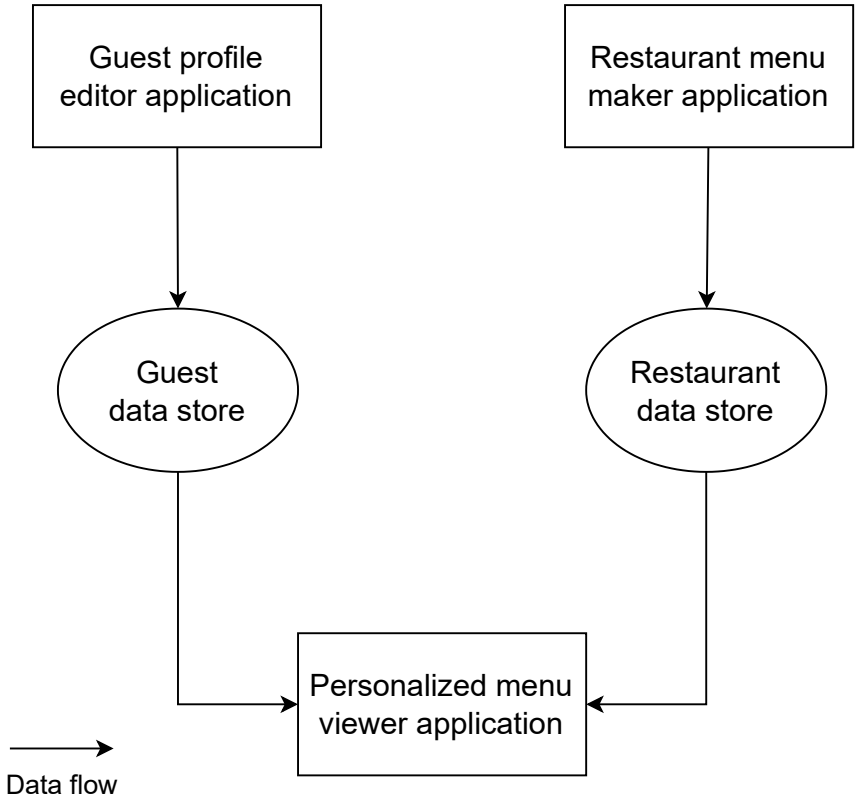 Guest profile
editor application
Restaurant menu
maker application
Guest
data store
Restaurant
data store
Personalized menu
viewer application
Data flow